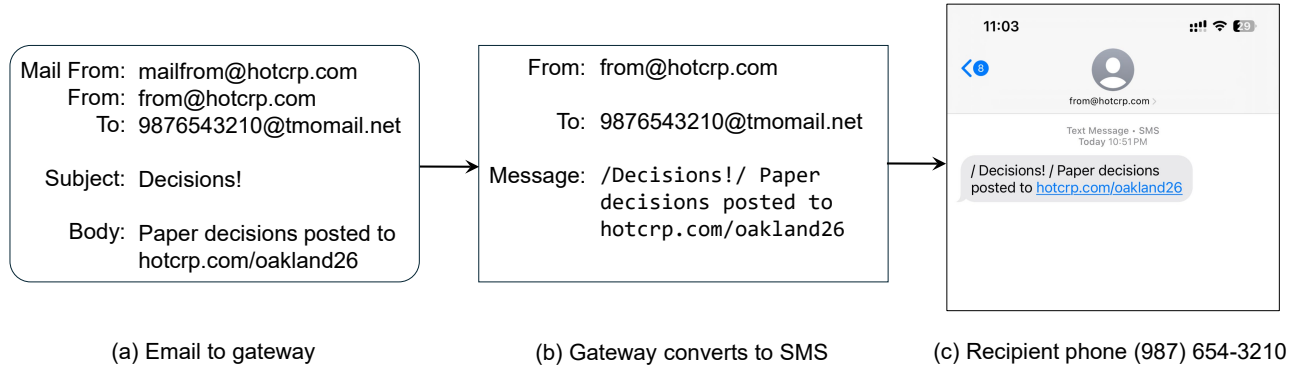 Mail From: mailfrom@hotcrp.com
From: from@hotcrp.com
To: 9876543210@tmomail.net
Subject: Decisions!
Body: Paper decisions posted to
hotcrp.com/oakland26
(a) Email to gateway
From: from@hotcrp.com
To: 9876543210@tmomail.net
Message: /Decisions!/ Paper
decisions posted to
hotcrp.com/oakland26
(b) Gateway converts to SMS
11:03
29
8
from@hotcrp.com
Text Message • SMS
Today 10:51 PM
/ Decisions! / Paper decisions
posted to hotcrp.com/oakland26
(c) Recipient phone (987) 654-3210